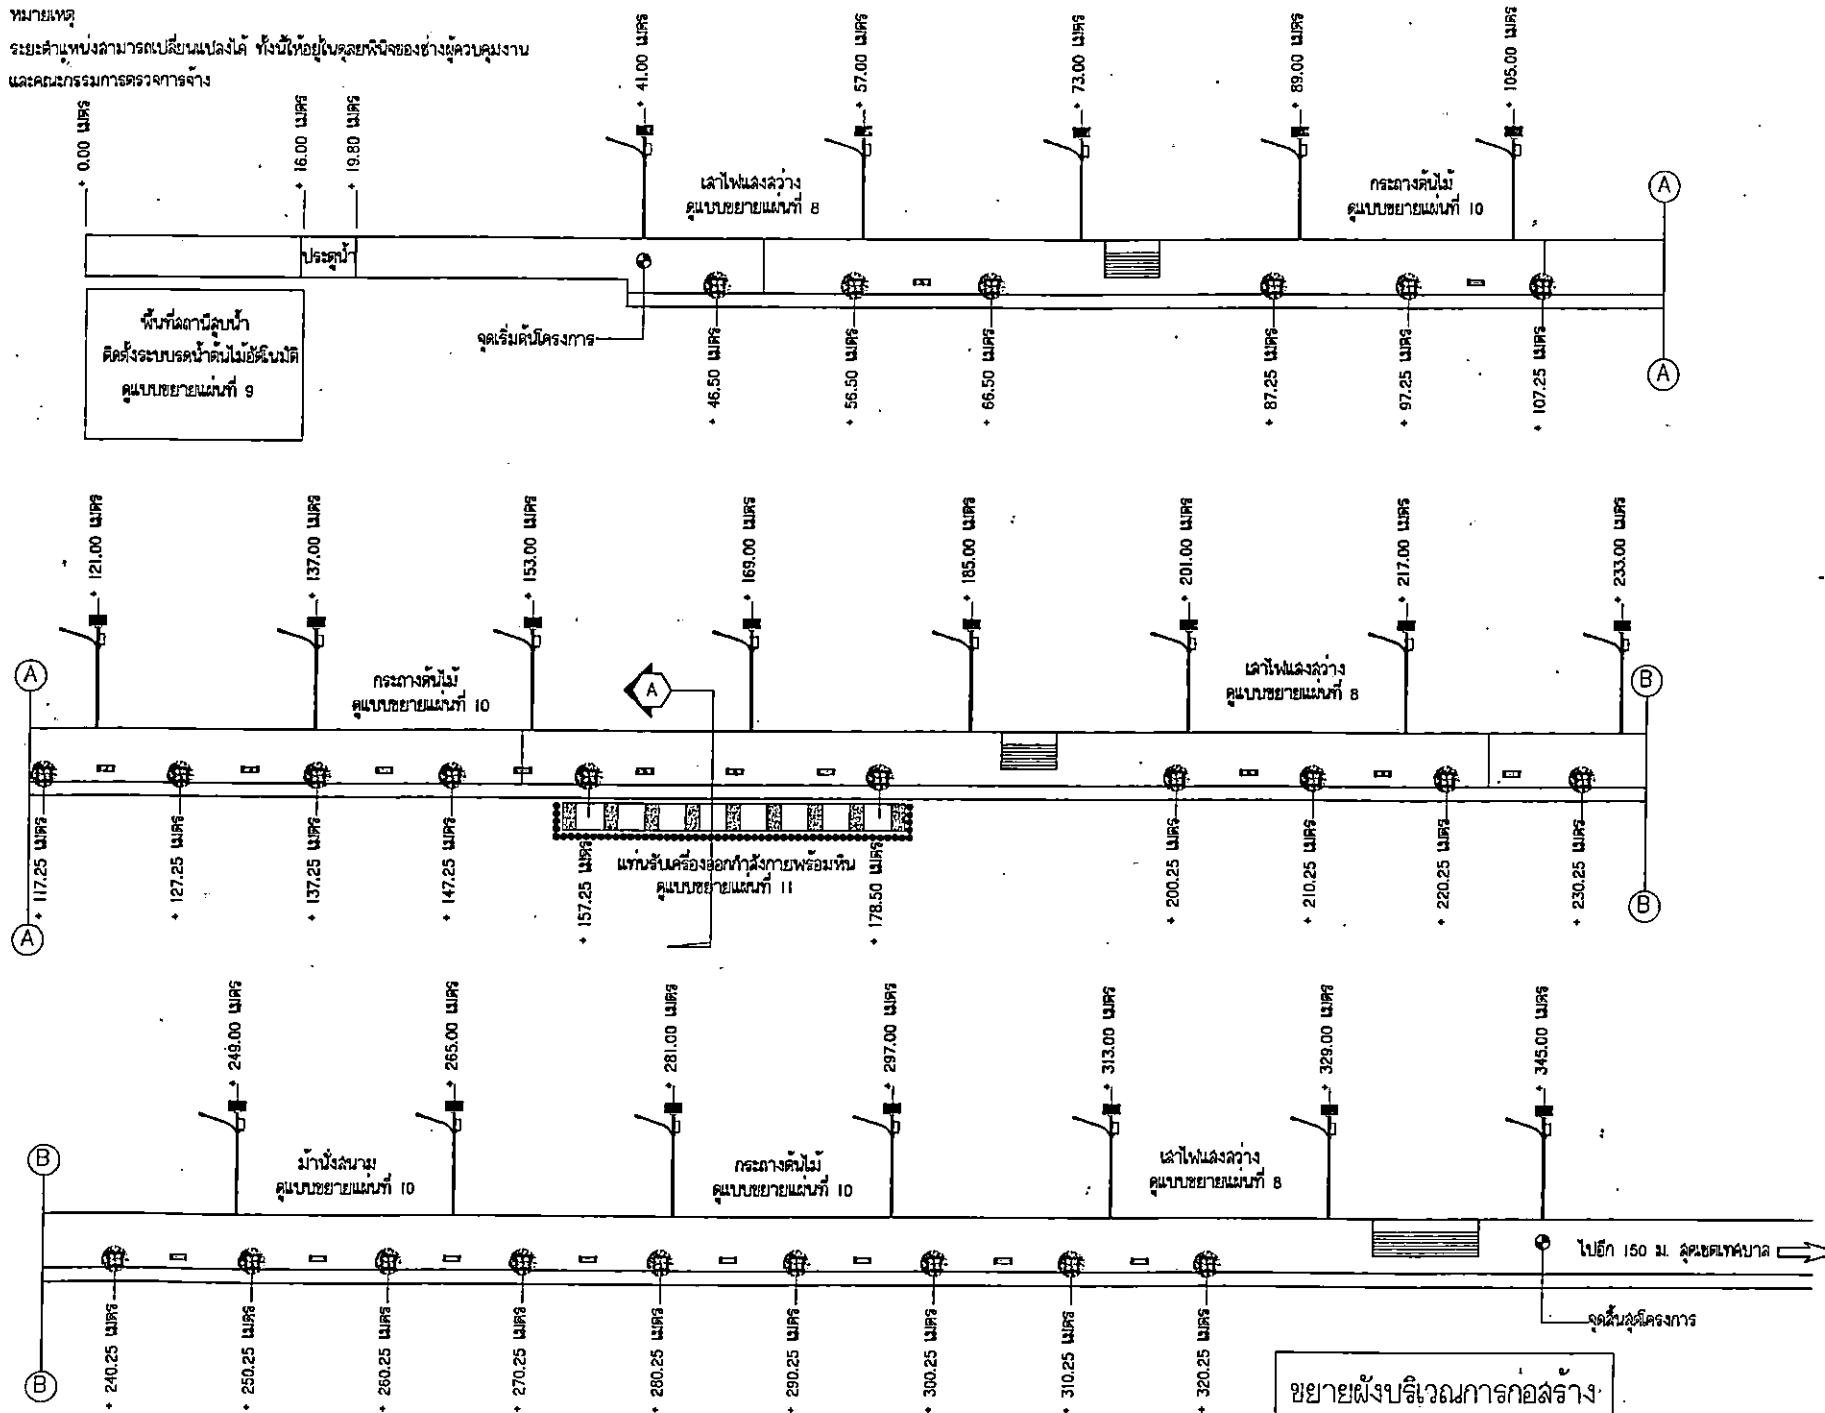 หมายเหตุ
ระยะตำแหน่งสามารถเปลี่ยนแปลงได้ ทั้งนี้ให้อยู่ในดุลยพินิจของช่างผู้ควบคุมงาน
และคณะกรรมการตรวจการจ้าง
+ 0.00 เมตร
+ 16.00 เมตร
+ 19.80 เมตร
+ 41.00 เมตร
+ 57.00 เมตร
+ 73.00 เมตร
+ 89.00 เมตร
+ 105.00 เมตร
เสาไฟแสงสว่าง
ดูแบบขยายแผ่นที่ 8
กระถางต้นไม้
ดูแบบขยายแผ่นที่ 10
A
ประตูน้ำ
พื้นที่สถานีสูบน้ำ
ติดตั้งระบบรดน้ำต้นไม้อัตโนมัติ
ดูแบบขยายแผ่นที่ 9
จุดเริ่มต้นโครงการ
+ 46.50 เมตร
+ 56.50 เมตร
+ 66.50 เมตร
+ 87.25 เมตร
+ 97.25 เมตร
+ 107.25 เมตร
A
+ 121.00 เมตร
+ 137.00 เมตร
+ 153.00 เมตร
+ 169.00 เมตร
+ 185.00 เมตร
+ 201.00 เมตร
+ 217.00 เมตร
+ 233.00 เมตร
A
กระถางต้นไม้
ดูแบบขยายแผ่นที่ 10
A
เสาไฟแสงสว่าง
ดูแบบขยายแผ่นที่ 8
B
+ 117.25 เมตร
+ 127.25 เมตร
+ 137.25 เมตร
+ 147.25 เมตร
+ 157.25 เมตร
แท่นรับเครื่องออกกำลังกายพร้อมหิน
ดูแบบขยายแผ่นที่ 11
+ 178.50 เมตร
+ 200.25 เมตร
+ 210.25 เมตร
+ 220.25 เมตร
+ 230.25 เมตร
A
B
+ 249.00 เมตร
+ 265.00 เมตร
+ 281.00 เมตร
+ 297.00 เมตร
+ 313.00 เมตร
+ 329.00 เมตร
+ 345.00 เมตร
B
ม้านั่งสนาม
ดูแบบขยายแผ่นที่ 10
กระถางต้นไม้
ดูแบบขยายแผ่นที่ 10
เสาไฟแสงสว่าง
ดูแบบขยายแผ่นที่ 8
ไปอีก 150 ม. สุดเขตเทศบาล
จุดสิ้นสุดโครงการ
+ 240.25 เมตร
+ 250.25 เมตร
+ 260.25 เมตร
+ 270.25 เมตร
+ 280.25 เมตร
+ 290.25 เมตร
+ 300.25 เมตร
+ 310.25 เมตร
+ 320.25 เมตร
B
ขยายผังบริเวณการก่อสร้าง